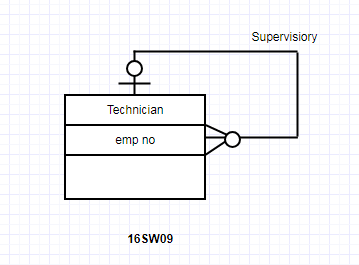 Supervisiory
Technician
emp no
16SW09